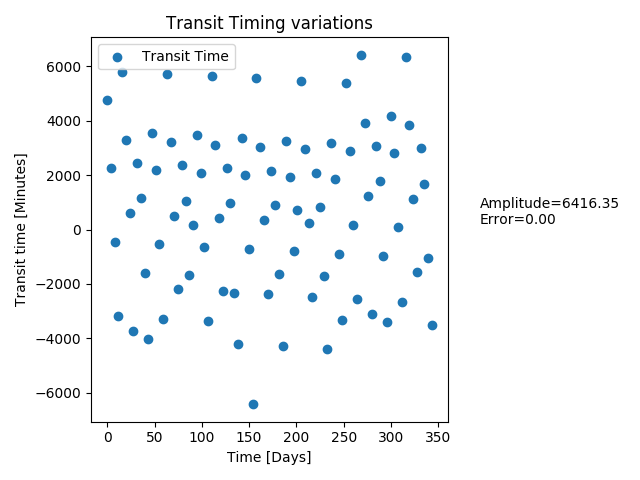 Transit Timing variations
Transit Time
Transit time [Minutes]
6000
4000
2000
0
−2000
−4000
−6000
0 50 100 150 200 250 300 350
Time [Days]
Amplitude=6416.35
Error=0.00